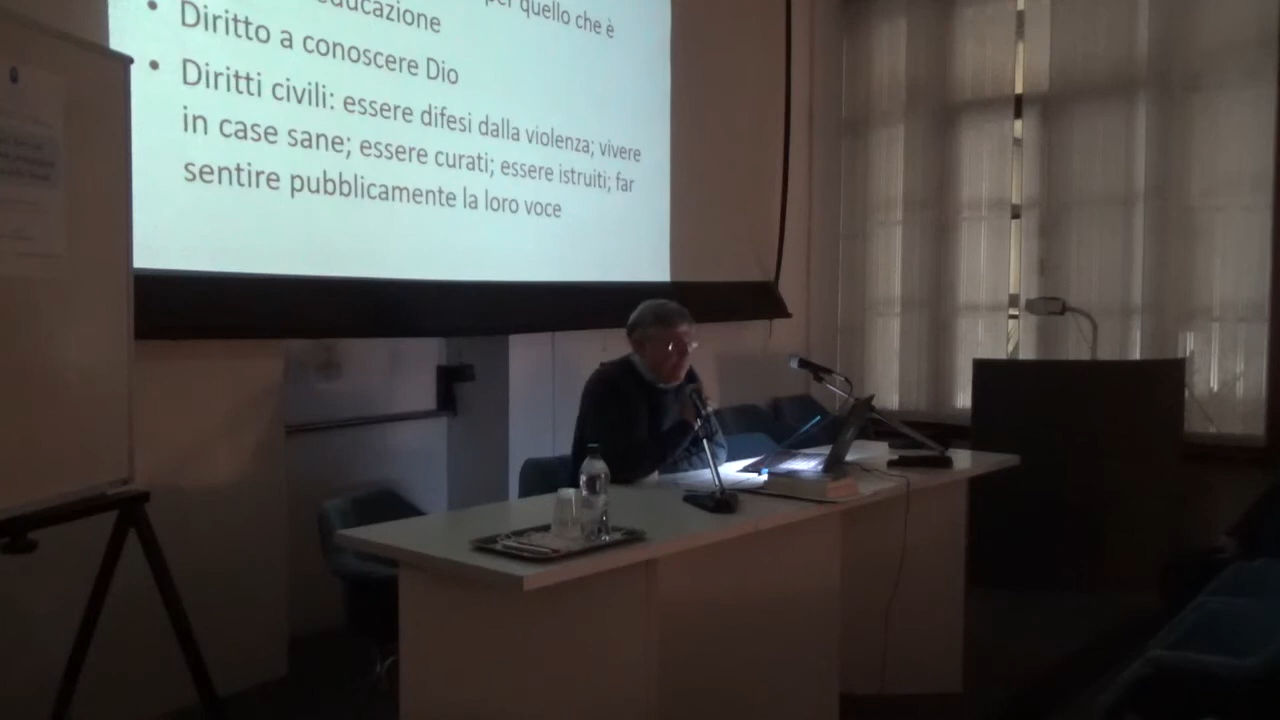 per quello che è
educazione
• Diritto a conoscere Dio
• Diritti civili: essere difesi dalla violenza; vivere
in case sane; essere curati; essere istruiti; far
sentire pubblicamente la loro voce